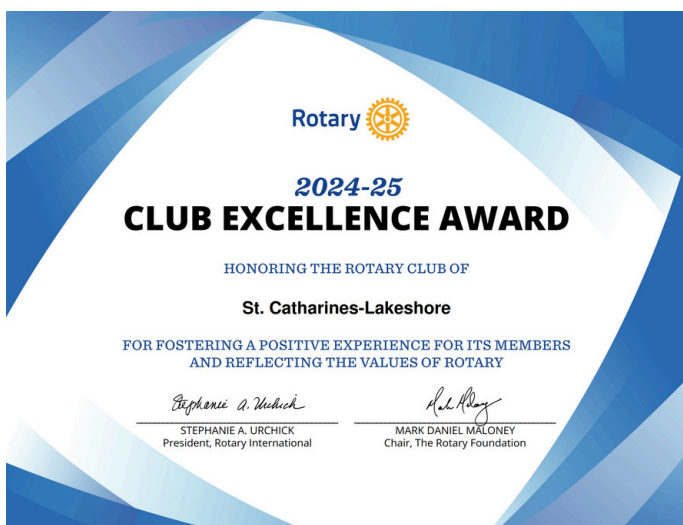 Rotary
2024-25
CLUB EXCELLENCE AWARD
HONORING THE ROTARY CLUB OF
St. Catharines-Lakeshore
FOR FOSTERING A POSITIVE EXPERIENCE FOR ITS MEMBERS
AND REFLECTING THE VALUES OF ROTARY
Stephanie A. Urchick
STEPHANIE A. URCHICK
President, Rotary International
MARK DANIEL MALONEY
Chair, The Rotary Foundation